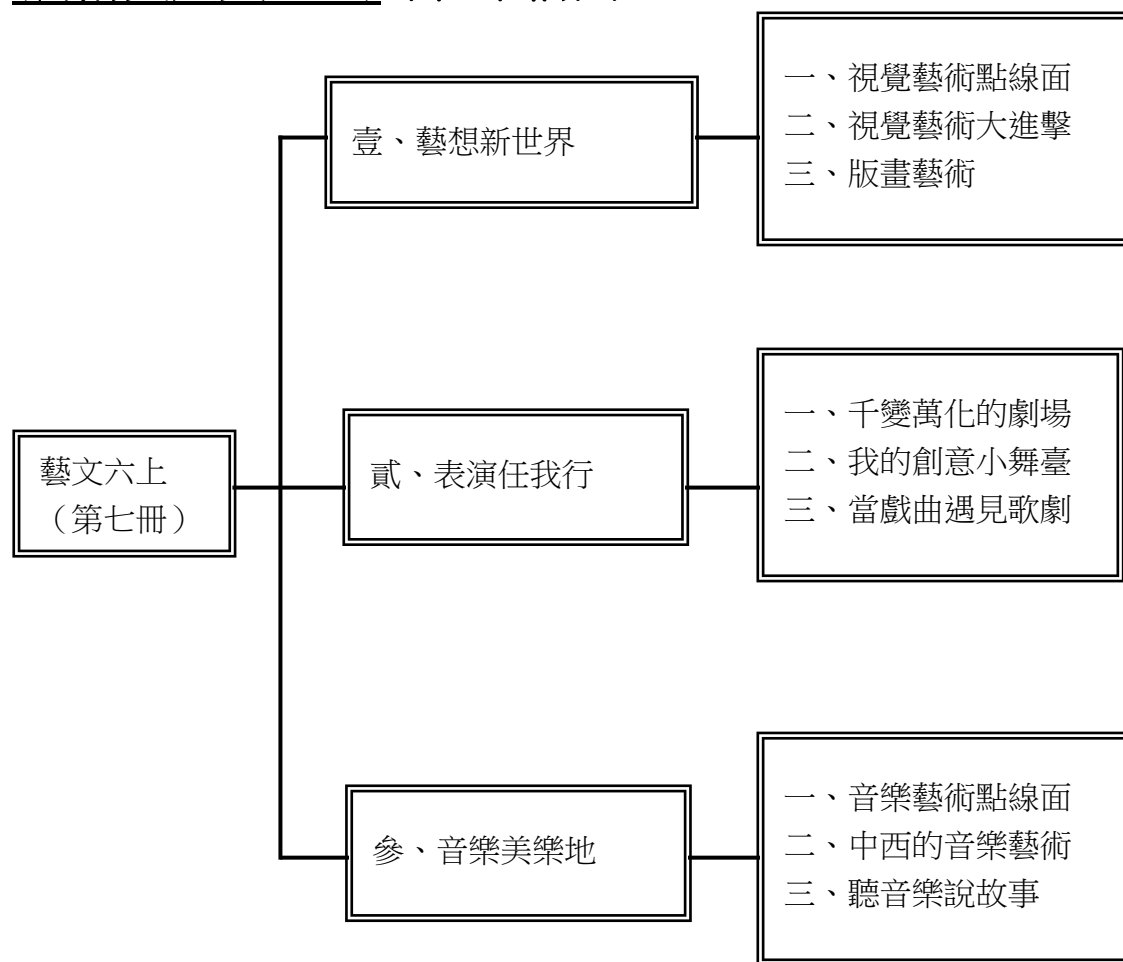 壹、藝想新世界
一、視覺藝術點線面
二、視覺藝術大進擊
三、版畫藝術
藝文六上
（第七冊）
貳、表演任我行
一、千變萬化的劇場
二、我的創意小舞臺
三、當戲曲遇見歌劇
參、音樂美樂地
一、音樂藝術點線面
二、中西的音樂藝術
三、聽音樂說故事